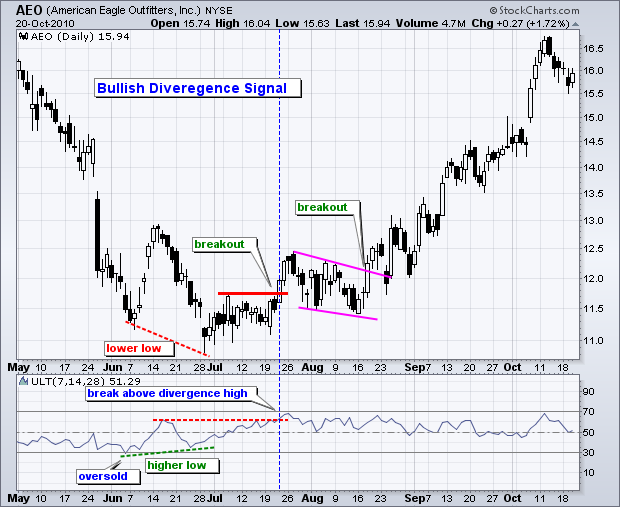 AEO (American Eagle Outfitters, Inc.) NYSE © StockCharts.com
20-Oct-2010 Open 15.74 High 16.04 Low 15.63 Last 15.94 Volume 4.7M Chg +0.27 (+1.72%)
AEO (Daily) 15.94
Bullish Diveregence Signal
breakout
breakout
lower low
16.5
16.0
15.5
15.0
14.5
14.0
13.5
13.0
12.5
12.0
11.5
11.0
May 10 17 24 Jun 7 14 21 28 Jul 12 19 26 Aug 9 16 23 Sep 7 13 20 27 Oct 11 18
ULT(7,14,28) 51.29
break above divergence high
higher low
oversold
90
70
50
30
10
May 10 17 24 Jun 7 14 21 28 Jul 12 19 26 Aug 9 16 23 Sep 7 13 20 27 Oct 11 18